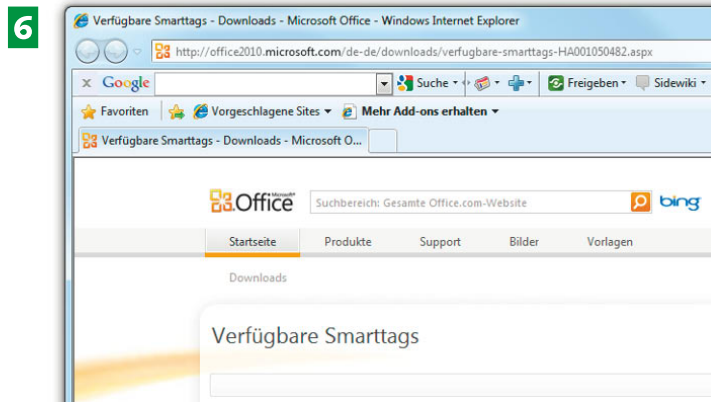 6
Verfügbare Smarttags - Downloads - Microsoft Office - Windows Internet Explorer
http://office2010.microsoft.com/de-de/downloads/verfugbare-smarttags-HA001050482.aspx
x Google Suche Freigeben Sidewiki
Favoriten Vorgeschlagene Sites Mehr Add-ons erhalten
Verfügbare Smarttags - Downloads - Microsoft O...
Microsoft Office Suchbereich: Gesamte Office.com-Website bing
Startseite Produkte Support Bilder Vorlagen
Downloads
Verfügbare Smarttags